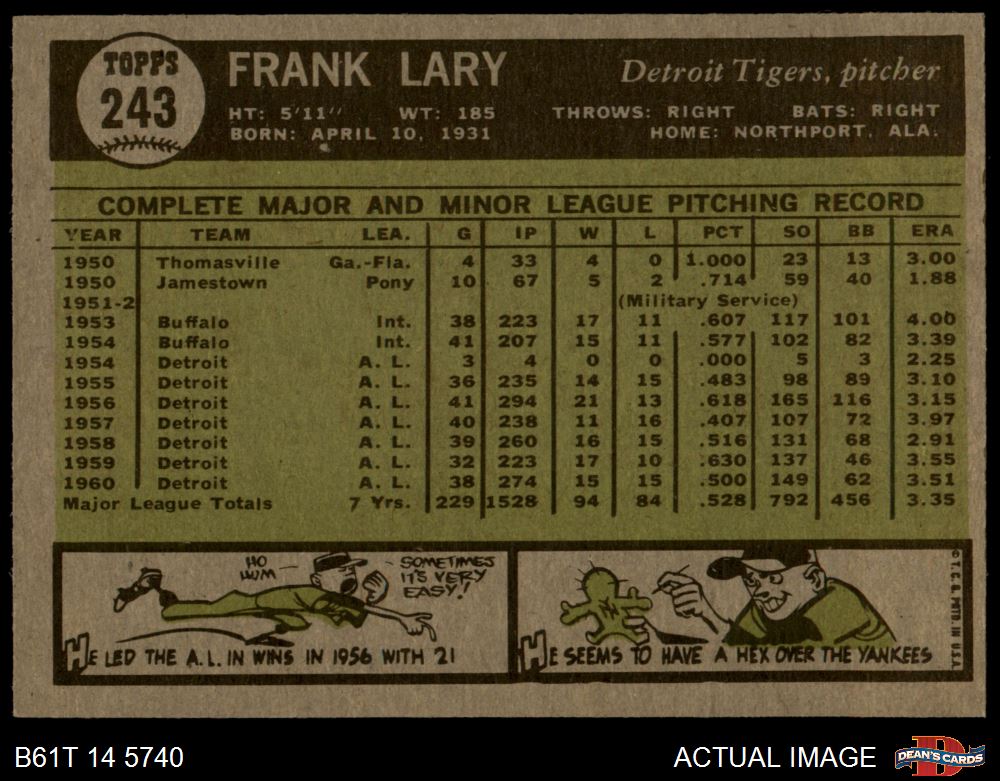 TOPPS
243
FRANK LARY
Detroit Tigers, pitcher
HT: 5'11" WT: 185 THROWS: RIGHT BATS: RIGHT
BORN: APRIL 10, 1931 HOME: NORTHPORT, ALA.
COMPLETE MAJOR AND MINOR LEAGUE PITCHING RECORD
YEAR TEAM LEA. G IP W L PCT SO BB ERA
1950 Thomasville Ga.-Fla. 4 33 4 0 1.000 23 13 3.00
1950 Jamestown Pony 10 67 5 2 .714 59 40 1.88
1951-2 (Military Service)
1953 Buffalo Int. 38 223 17 11 .607 117 101 4.00
1954 Buffalo Int. 41 207 15 11 .577 102 82 3.39
1954 Detroit A. L. 3 4 0 0 .000 5 3 2.25
1955 Detroit A. L. 36 235 14 15 .483 98 89 3.10
1956 Detroit A. L. 41 294 21 13 .618 165 116 3.15
1957 Detroit A. L. 40 238 11 16 .407 107 72 3.97
1958 Detroit A. L. 39 260 16 15 .516 131 68 2.91
1959 Detroit A. L. 32 223 17 10 .630 137 46 3.55
1960 Detroit A. L. 38 274 15 15 .500 149 62 3.51
Major League Totals 7 Yrs. 229 1528 94 84 .528 792 456 3.35
HO
HUM
SOMETIMES
IT'S VERY
EASY!
HE LED THE A.L. IN WINS IN 1956 WITH 21
NY
HE SEEMS TO HAVE A HEX OVER THE YANKEES
© T.C.G. PRTD. IN U.S.A.
B61T 14 5740
ACTUAL IMAGE
D
DEAN'S CARDS